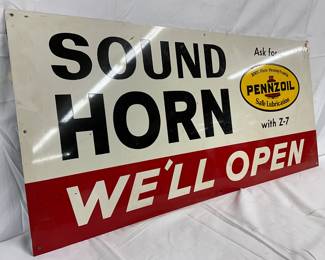 SOUND
HORN
Ask for
PENNZOIL
Safe Lubrication
with Z-7
WE'LL OPEN